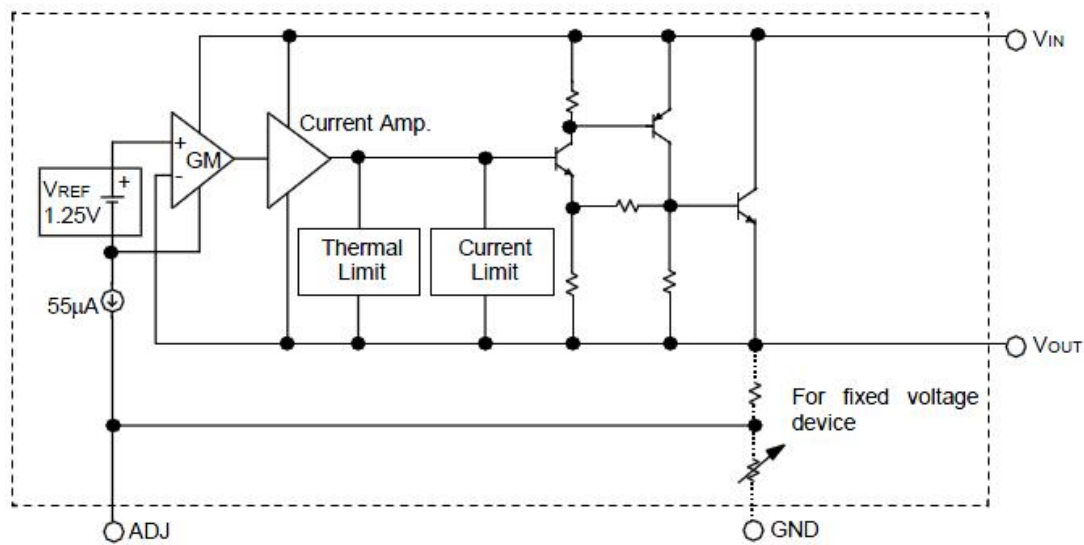 VIN
Current Amp.
+
GM
-
+
VREF
1.25V
Thermal
Limit
Current
Limit
55μA
VOUT
For fixed voltage
device
ADJ
GND